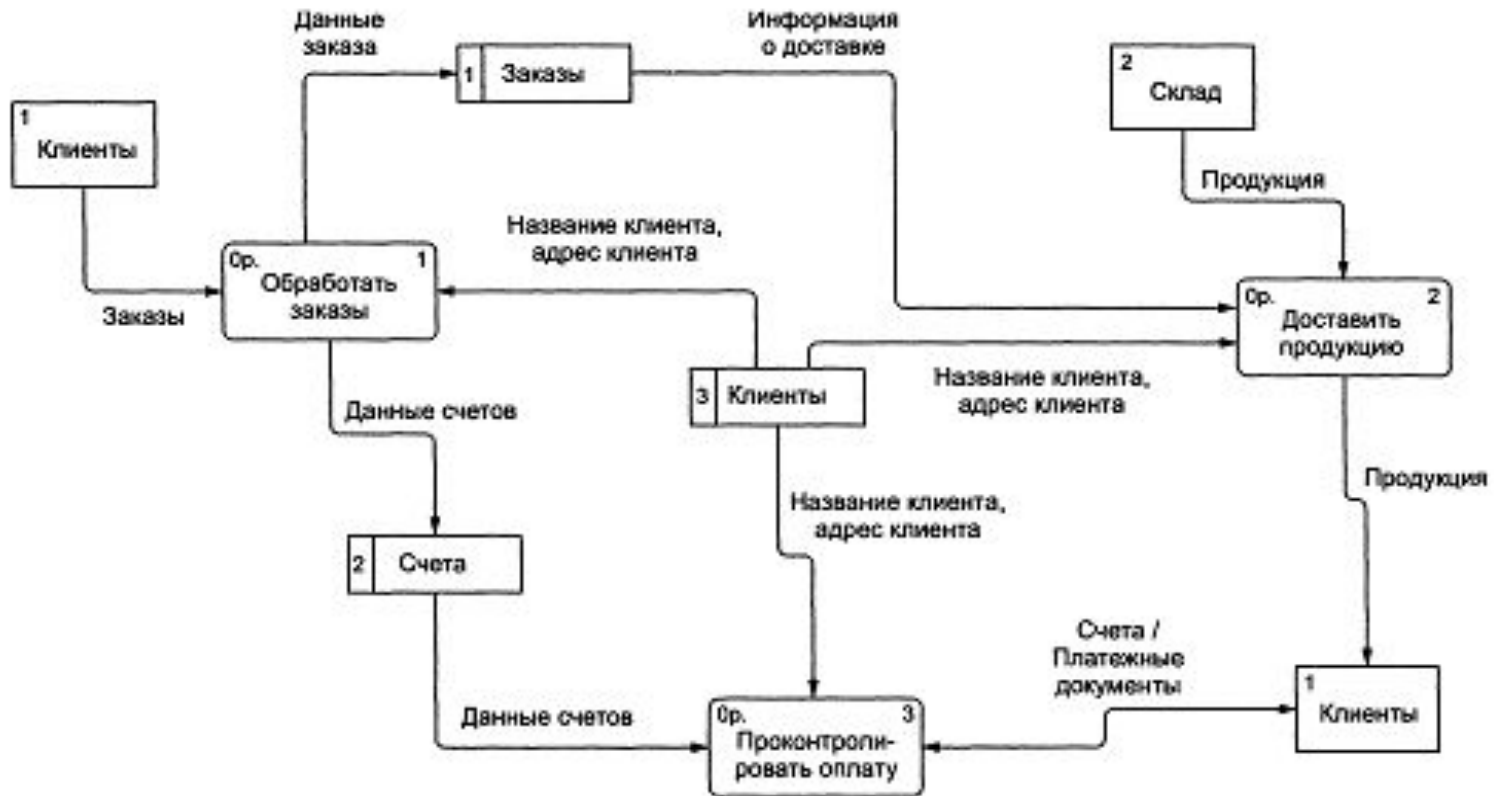 Данные
заказа
1 Заказы
Информация
о доставке
2
Склад
1
Клиенты
Продукция
Название клиента,
адрес клиента
0р. 1
Обработать
заказы
Заказы
0р. 2
Доставить
продукцию
3 Клиенты
Название клиента,
адрес клиента
Данные счетов
Продукция
Название клиента,
адрес клиента
2 Счета
Счета /
Платежные
документы
1
Клиенты
Данные счетов
0р. 3
Проконтроли-
ровать оплату